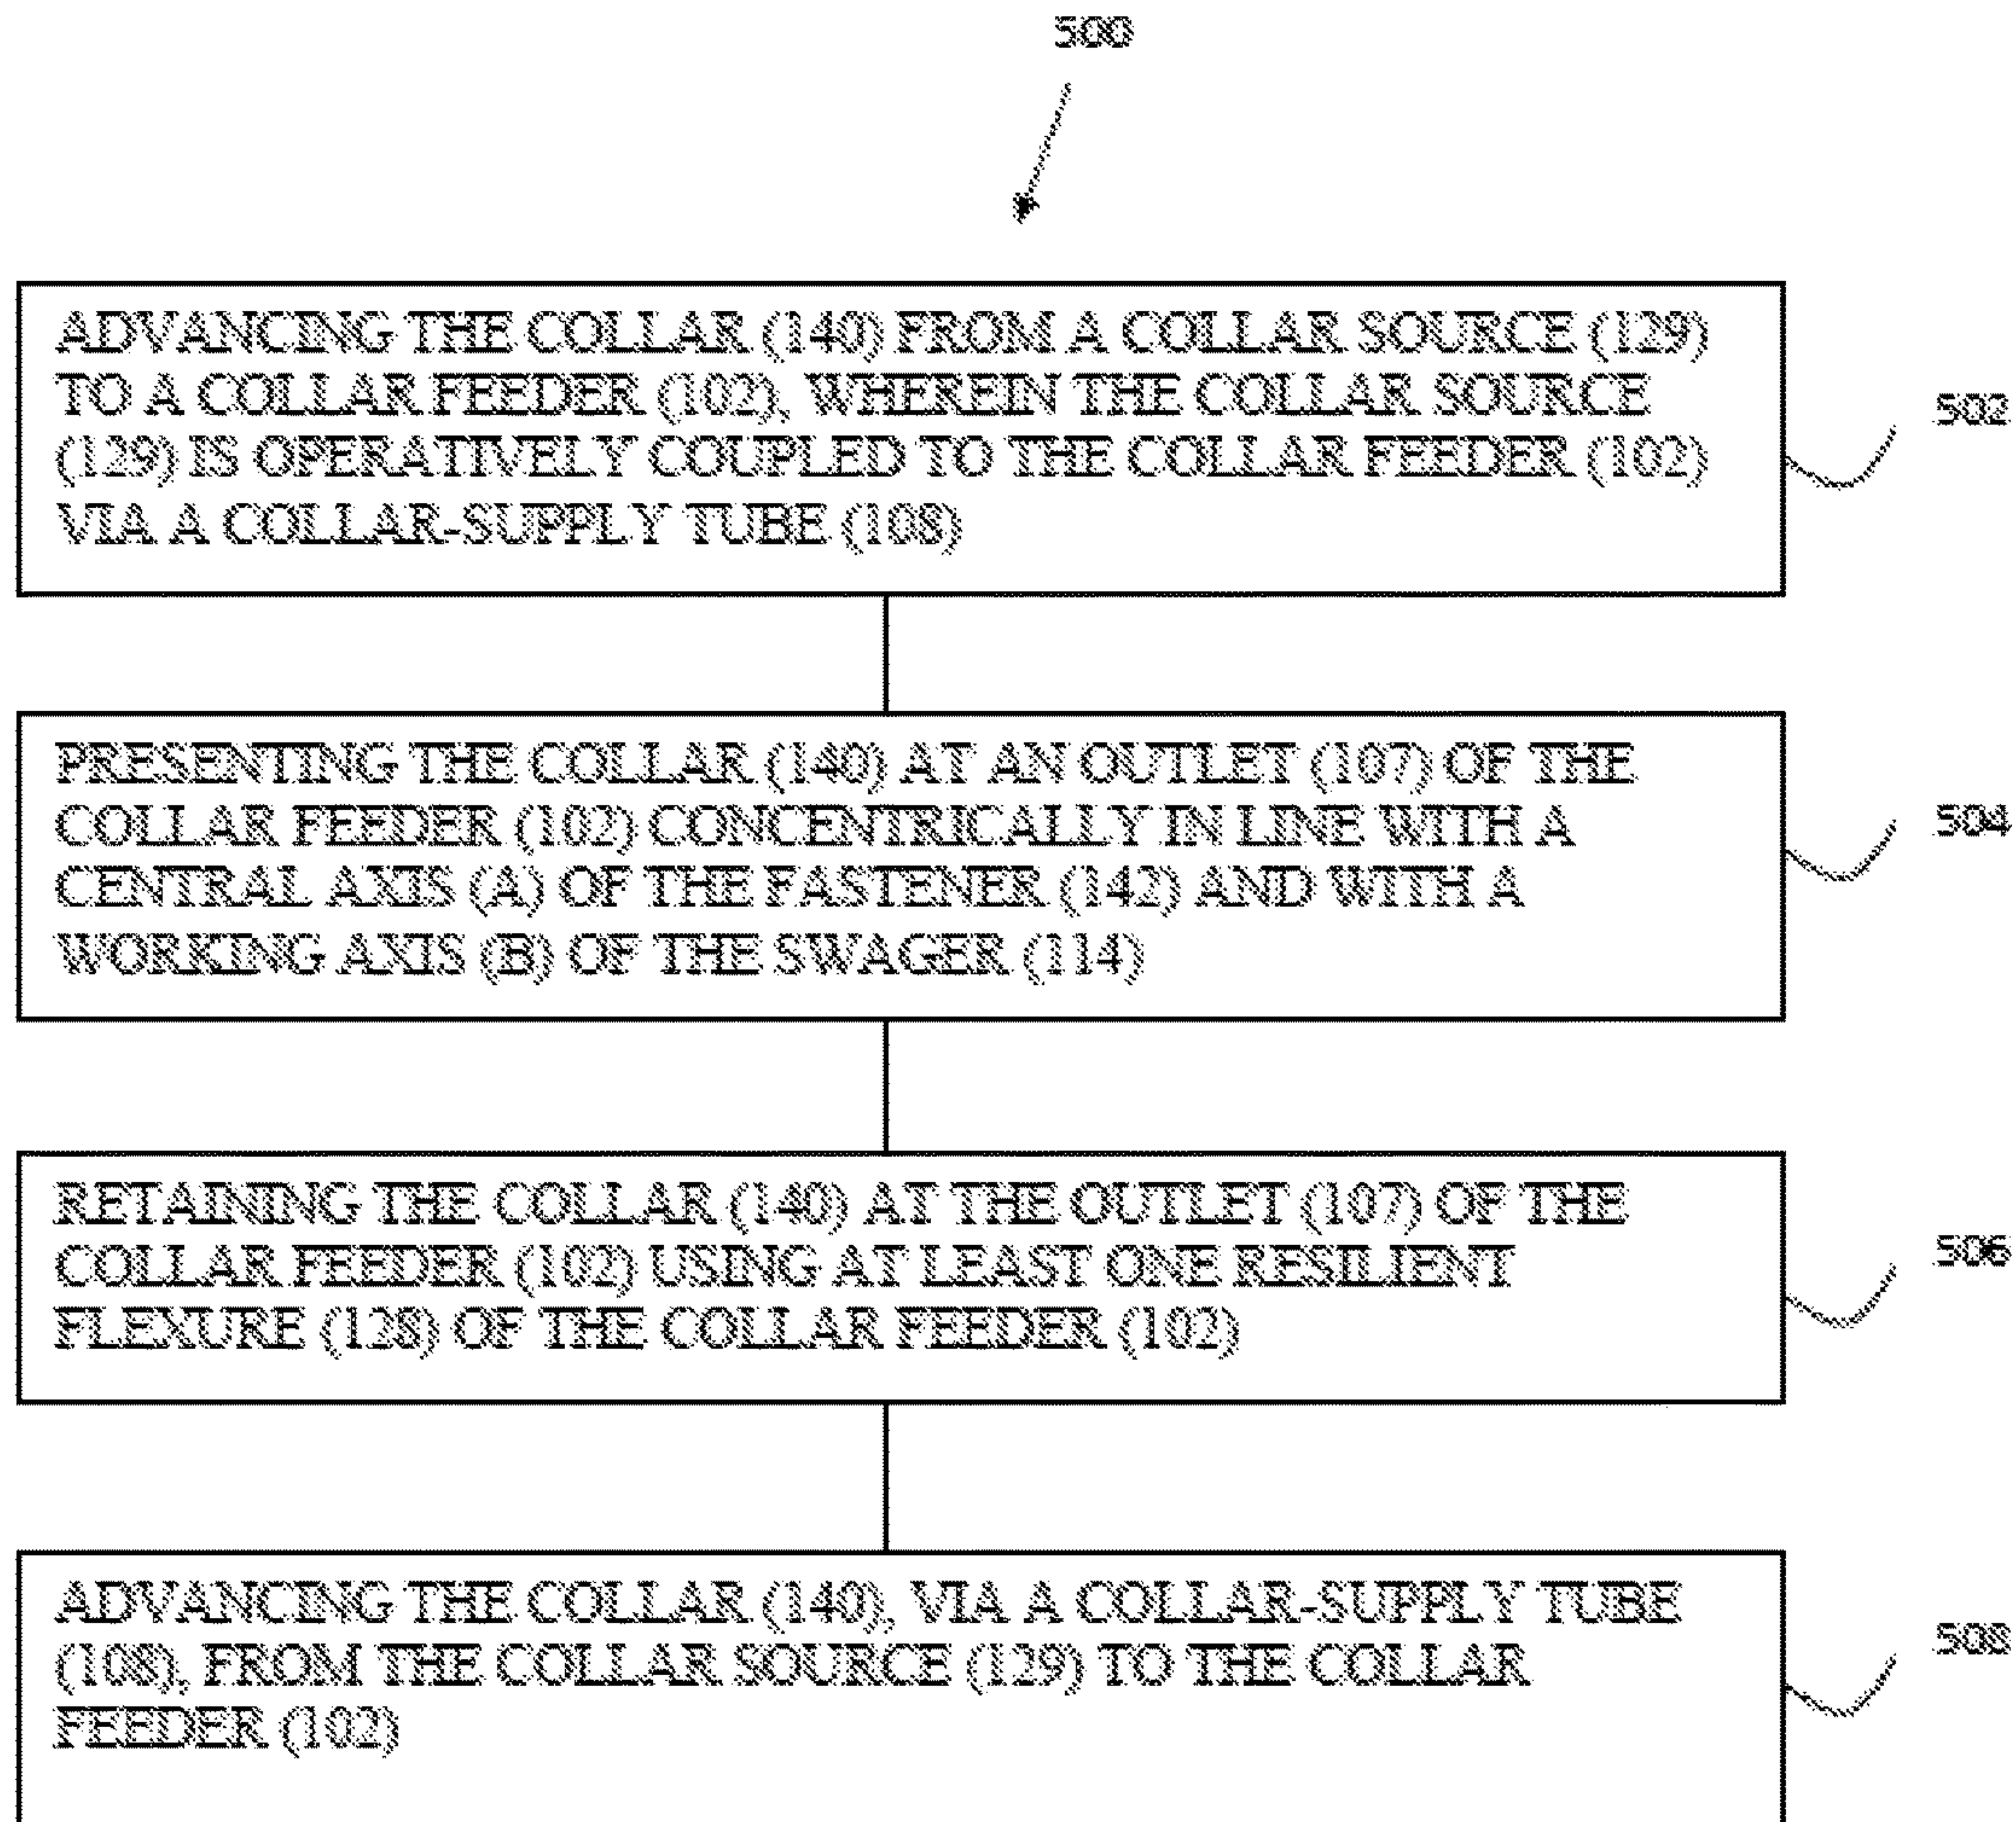 500
ADVANCING THE COLLAR (140) FROM A COLLAR SOURCE (129)
TO A COLLAR FEEDER (102), WHEREIN THE COLLAR SOURCE
(129) IS OPERATIVELY COUPLED TO THE COLLAR FEEDER (102)
VIA A COLLAR-SUPPLY TUBE (108)
502
PRESENTING THE COLLAR (140) AT AN OUTLET (107) OF THE
COLLAR FEEDER (102) CONCENTRICALLY IN LINE WITH A
CENTRAL AXIS (A) OF THE FASTENER (142) AND WITH A
WORKING AXIS (B) OF THE SWAGER (114)
504
RETAINING THE COLLAR (140) AT THE OUTLET (107) OF THE
COLLAR FEEDER (102) USING AT LEAST ONE RESILIENT
FLEXURE (128) OF THE COLLAR FEEDER (102)
506
ADVANCING THE COLLAR (140), VIA A COLLAR-SUPPLY TUBE
(108), FROM THE COLLAR SOURCE (129) TO THE COLLAR
FEEDER (102)
508